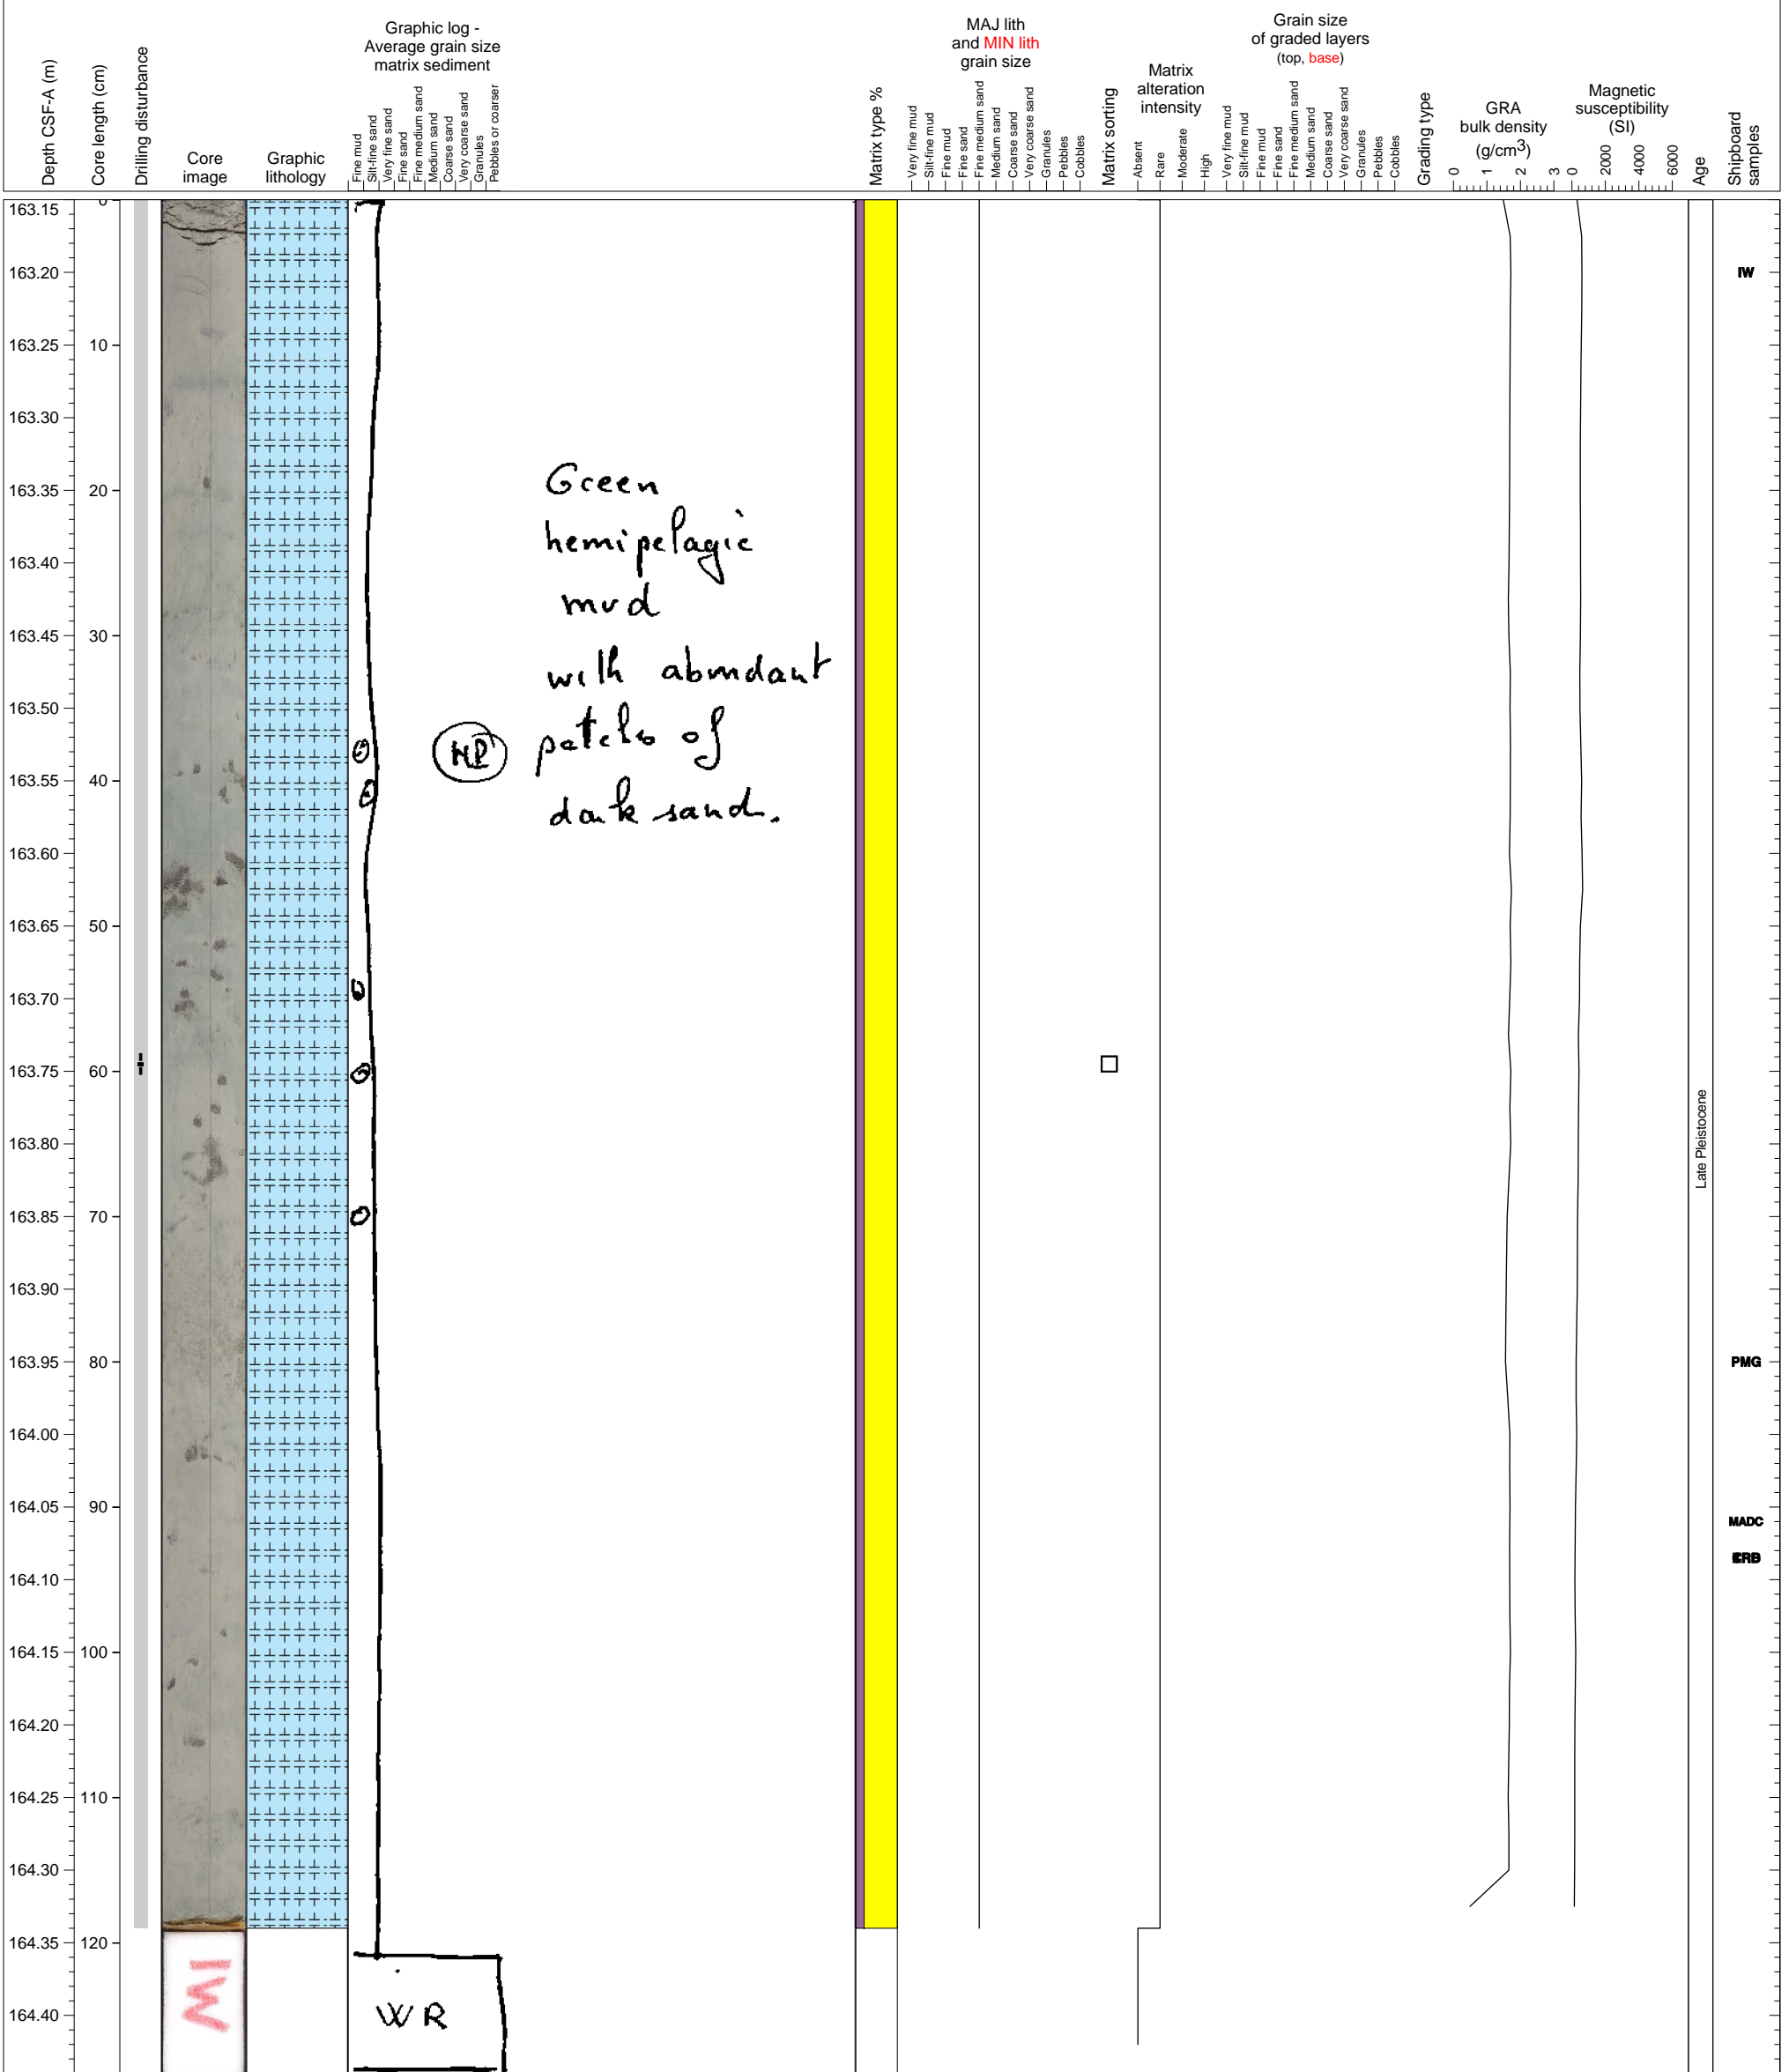 Graphic log -
Average grain size
matrix sediment
MAJ lith
and MIN lith
grain size
Grain size
of graded layers
(top, base)
Matrix
alteration
intensity
GRA
bulk density
(g/cm3)
Magnetic
susceptibility
(SI)
Depth CSF-A (m)
Core length (cm)
Drilling disturbance
Core
image
Graphic
lithology
Fine mud
Silt-fine sand
Very fine sand
Fine sand
Fine medium sand
Medium sand
Coarse sand
Very coarse sand
Granules
Pebbles or coarser
Matrix type %
Very fine mud
Silt-fine mud
Fine mud
Fine sand
Fine medium sand
Medium sand
Coarse sand
Very coarse sand
Granules
Pebbles
Cobbles
Matrix sorting
Absent
Rare
Moderate
High
Very fine mud
Silt-fine mud
Fine mud
Fine sand
Fine medium sand
Medium sand
Coarse sand
Very coarse sand
Granules
Pebbles
Cobbles
Grading type
0 1 2 3
0 2000 4000 6000
Age
Shipboard
samples
163.15 0
163.20 IW
163.25 10
163.30
163.35 20
163.40
163.45 30
163.50
163.55 40
163.60
163.65 50
163.70
163.75 60
163.80
163.85 70
163.90
163.95 80 PMG
164.00
164.05 90
MADC
164.10
164.15 100
164.20
164.25 110
164.30
164.35 120
164.40
Green
hemipelagic
mud
with abundant
patches of
dark sand.
HP
Late Pleistocene
IW
WR